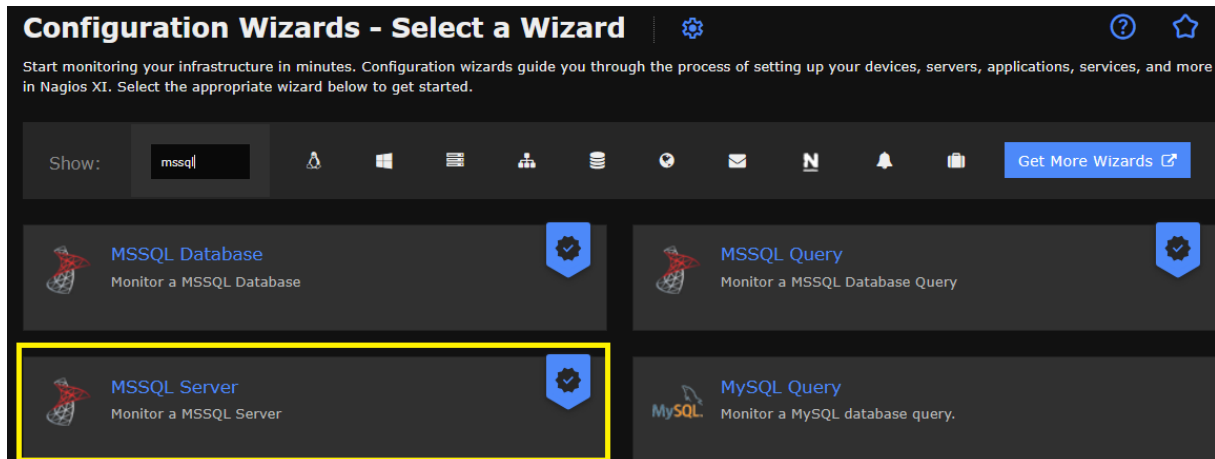 Configuration Wizards - Select a Wizard
Start monitoring your infrastructure in minutes. Configuration wizards guide you through the process of setting up your devices, servers, applications, services, and more
in Nagios XI. Select the appropriate wizard below to get started.
Show:
mssql
N
Get More Wizards
MSSQL Database
Monitor a MSSQL Database
MSSQL Query
Monitor a MSSQL Database Query
MSSQL Server
Monitor a MSSQL Server
MySQL.
MySQL Query
Monitor a MySQL database query.